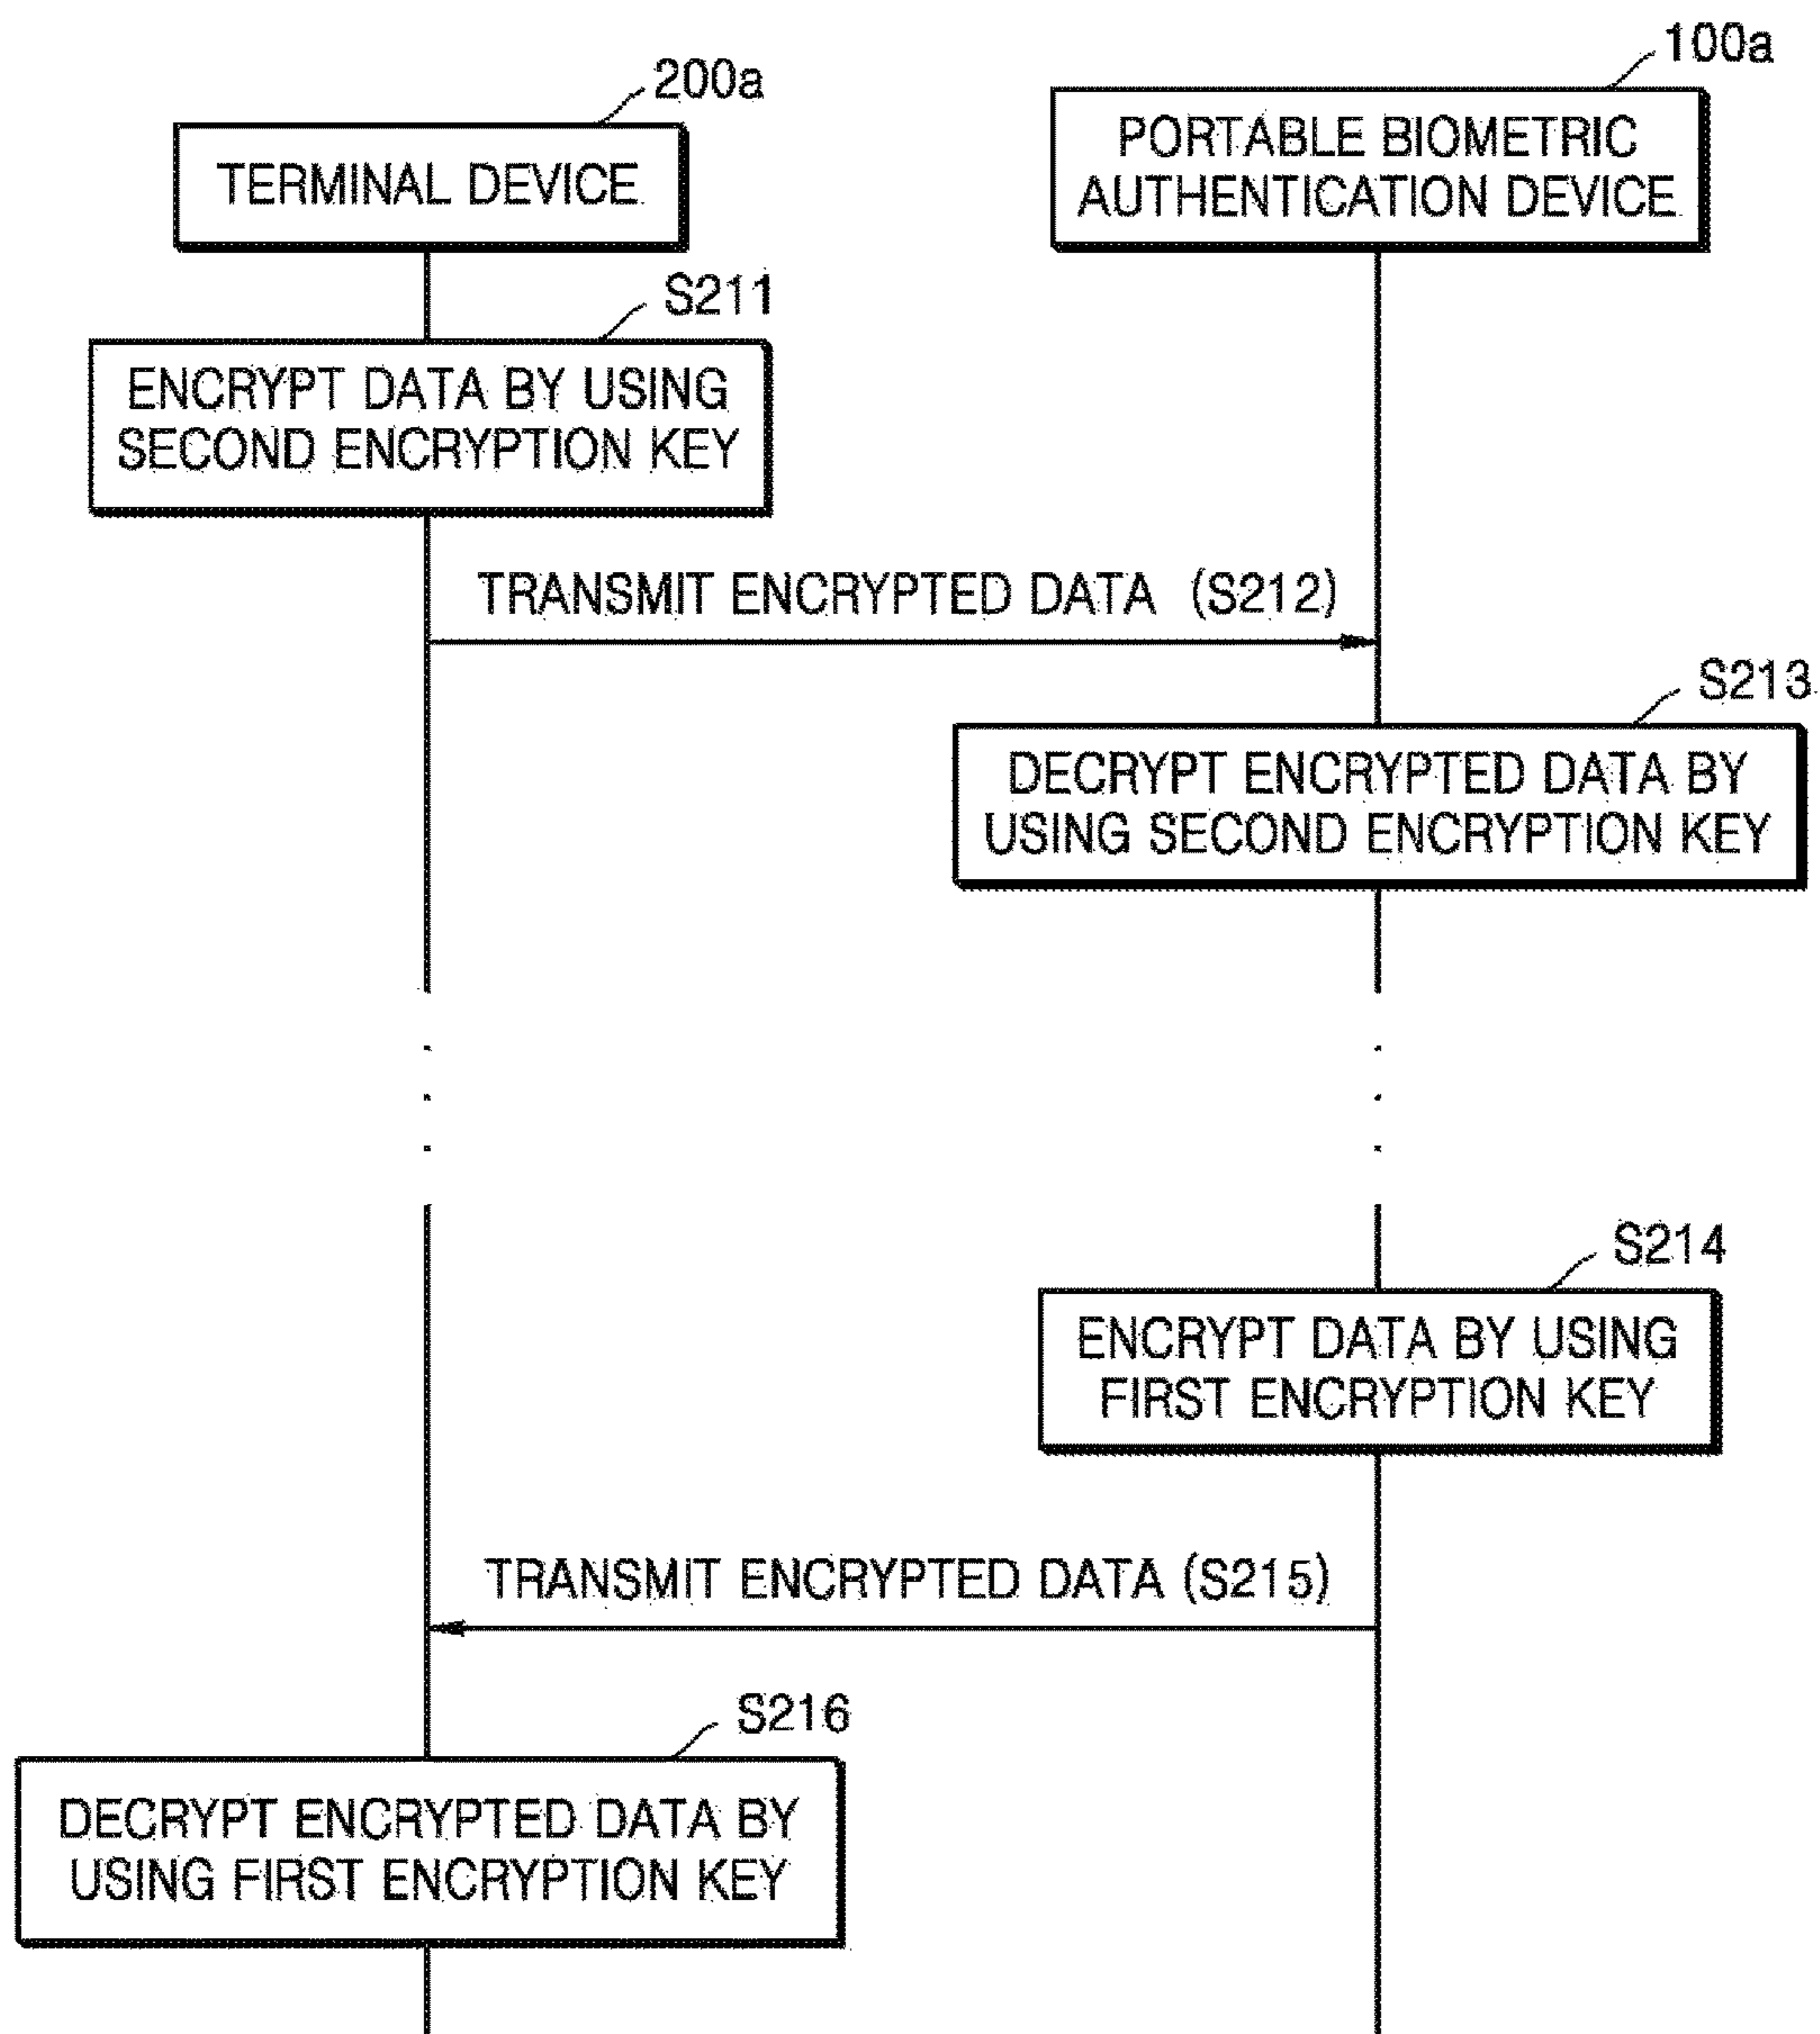 100a
200a
TERMINAL DEVICE
PORTABLE BIOMETRIC
AUTHENTICATION DEVICE
S211
ENCRYPT DATA BY USING
SECOND ENCRYPTION KEY
TRANSMIT ENCRYPTED DATA (S212)
S213
DECRYPT ENCRYPTED DATA BY
USING SECOND ENCRYPTION KEY
S214
ENCRYPT DATA BY USING
FIRST ENCRYPTION KEY
TRANSMIT ENCRYPTED DATA (S215)
S216
DECRYPT ENCRYPTED DATA BY
USING FIRST ENCRYPTION KEY